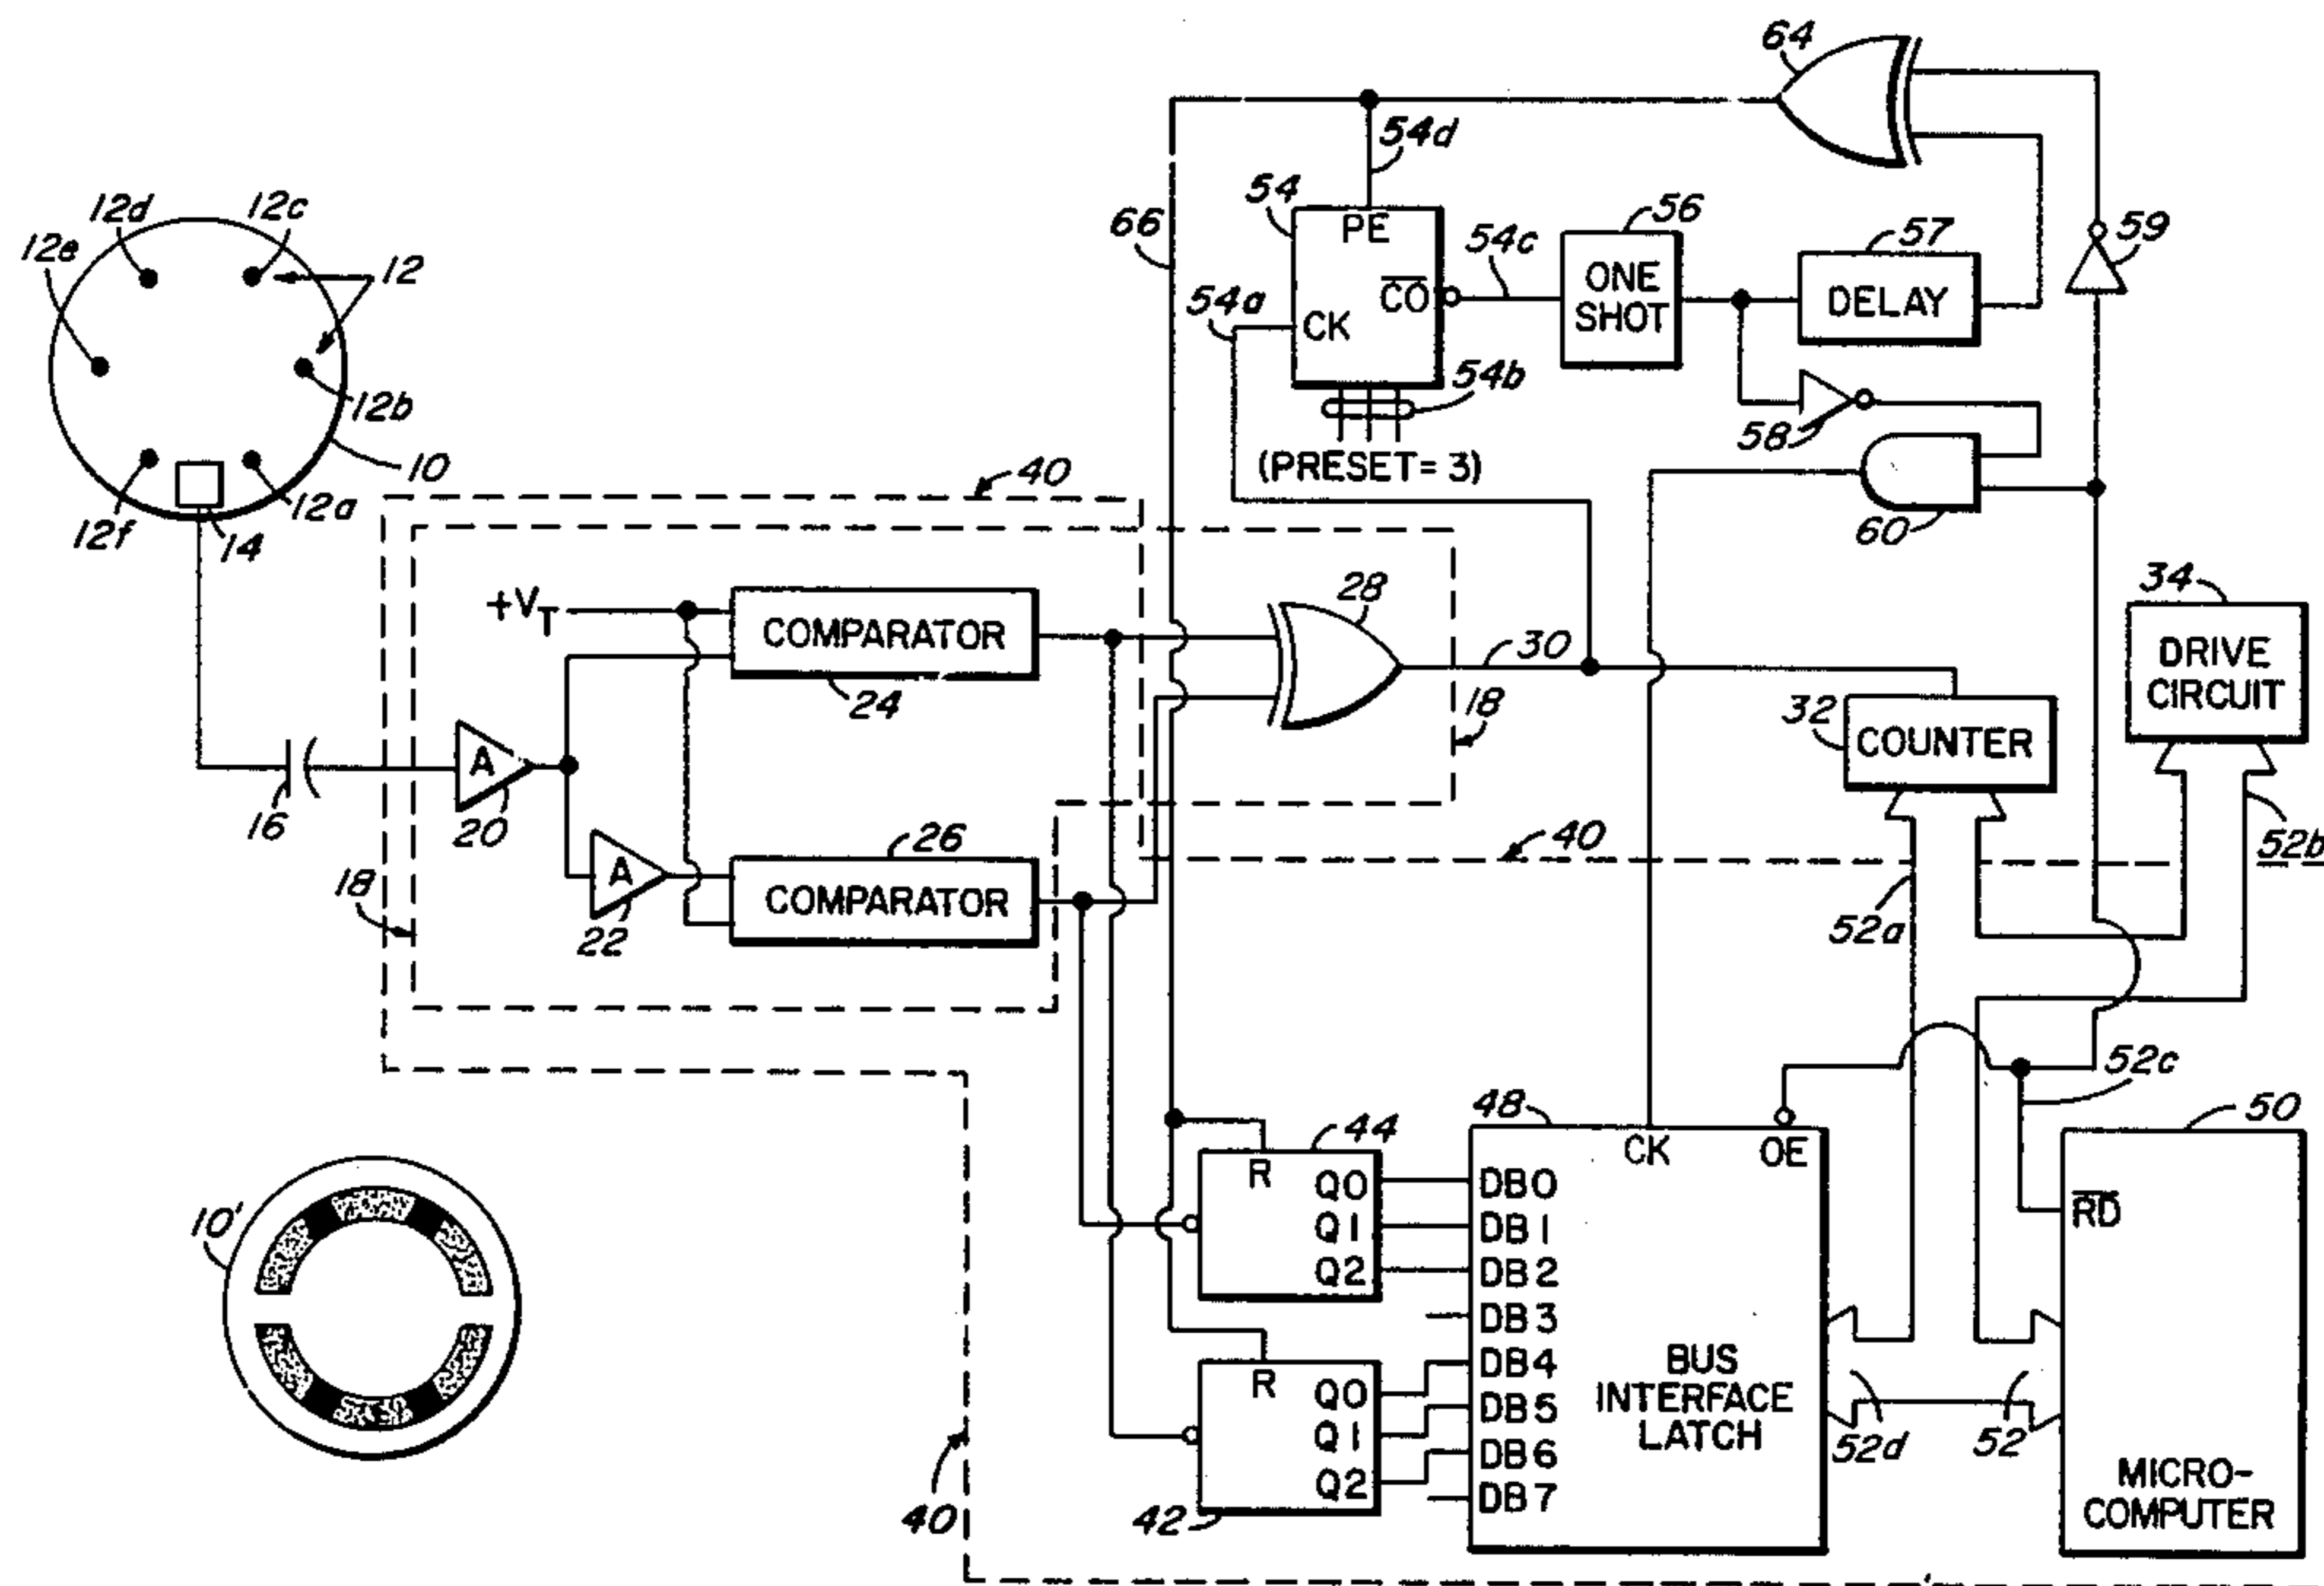 64
54d
54
56
57
59
66
PE
54c
12d
12c
12e
12
ONE
SHOT
DELAY
CO
54a
CK
54b
12b
58
(PRESET= 3)
10
40
12f
14
12a
60
34
+VT
28
COMPARATOR
30
DRIVE
CIRCUIT
24
18
32
COUNTER
A
16
20
26
40
52b
18
A
COMPARATOR
22
52a
52c
48
50
44
CK
OE
R
Q0
DB0
Q1
DB1
RD
Q2
DB2
10'
DB3
DB4
R
Q0
DB5
Q1
DB6
Q2
DB7
BUS
INTERFACE
LATCH
52d
52
MICRO-
COMPUTER
40
42